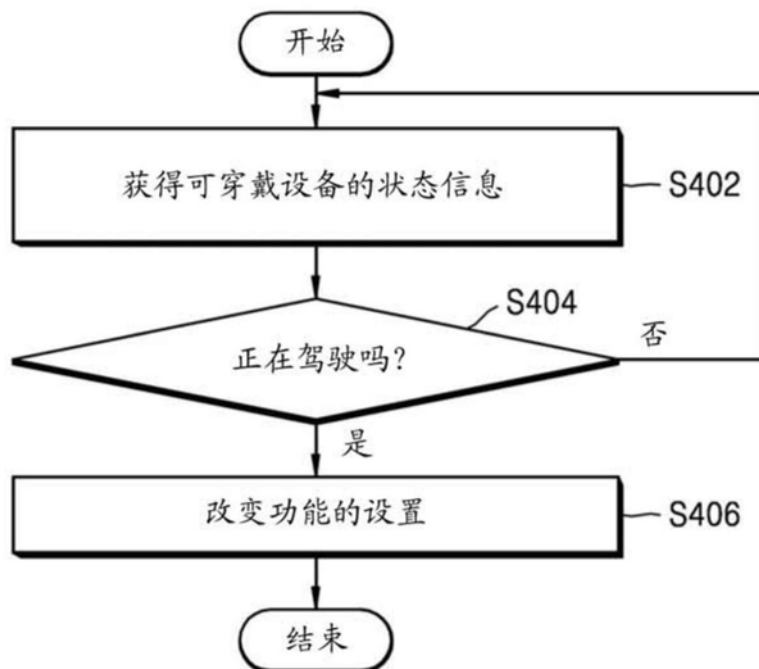 开始
获得可穿戴设备的状态信息
S402
S404
正在驾驶吗?
否
是
改变功能的设置
S406
结束